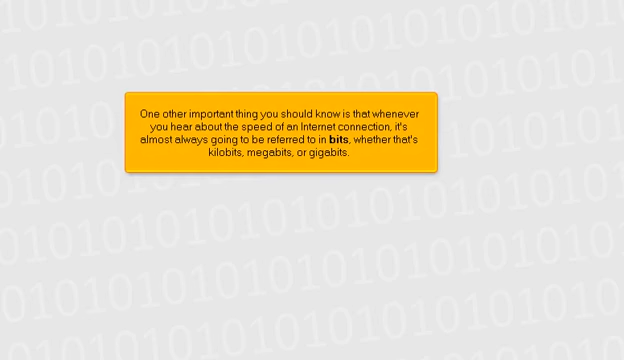 One other important thing you should know is that whenever
you hear about the speed of an Internet connection, it's
almost always going to be referred to in bits, whether that's
kilobits, megabits, or gigabits.